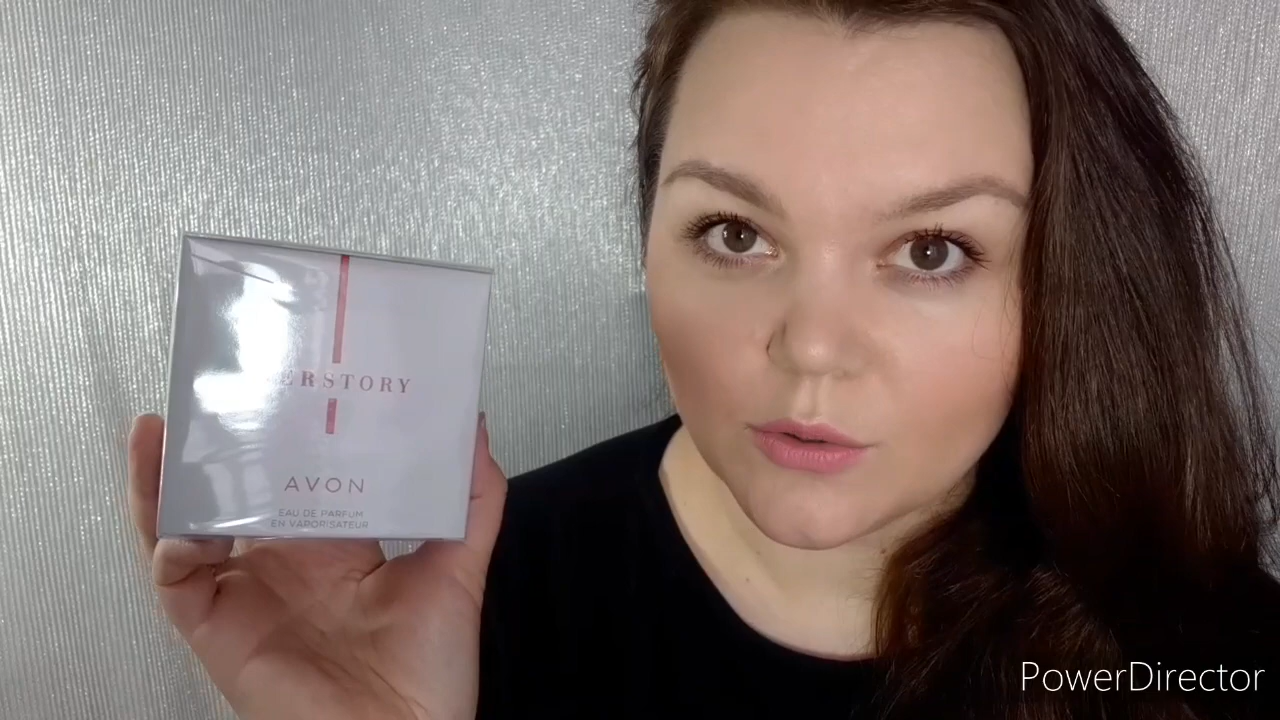 ERSTORY
AVON
EAU DE PARFUM
EN VAPORISATEUR
PowerDirector